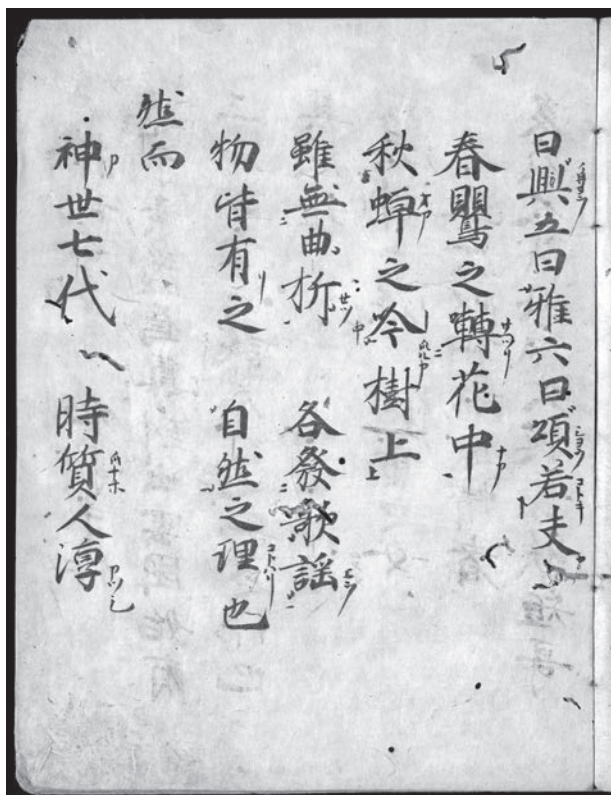 曰興五曰雅六曰頌若夫
春鸎之囀花中
秋蟬之吟樹上
雖無曲折 各發歌謡
物皆有之 自然之理也
然而
神世七代 時質人淳